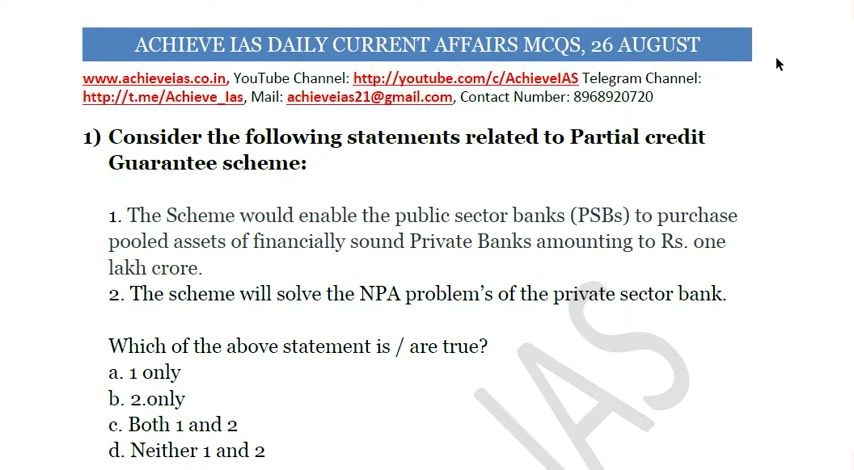 ACHIEVE IAS DAILY CURRENT AFFAIRS MCQS, 26 AUGUST
www.achieveias.co.in, YouTube Channel: http://youtube.com/c/AchieveIAS Telegram Channel:
http://t.me/Achieve_Ias, Mail: achieveias21@gmail.com, Contact Number: 8968920720
1) Consider the following statements related to Partial credit
Guarantee scheme:
1. The Scheme would enable the public sector banks (PSBs) to purchase
pooled assets of financially sound Private Banks amounting to Rs. one
lakh crore.
2. The scheme will solve the NPA problem's of the private sector bank.
Which of the above statement is / are true?
a. 1 only
b. 2.only
c. Both 1 and 2
d. Neither 1 and 2
IAS
IAS